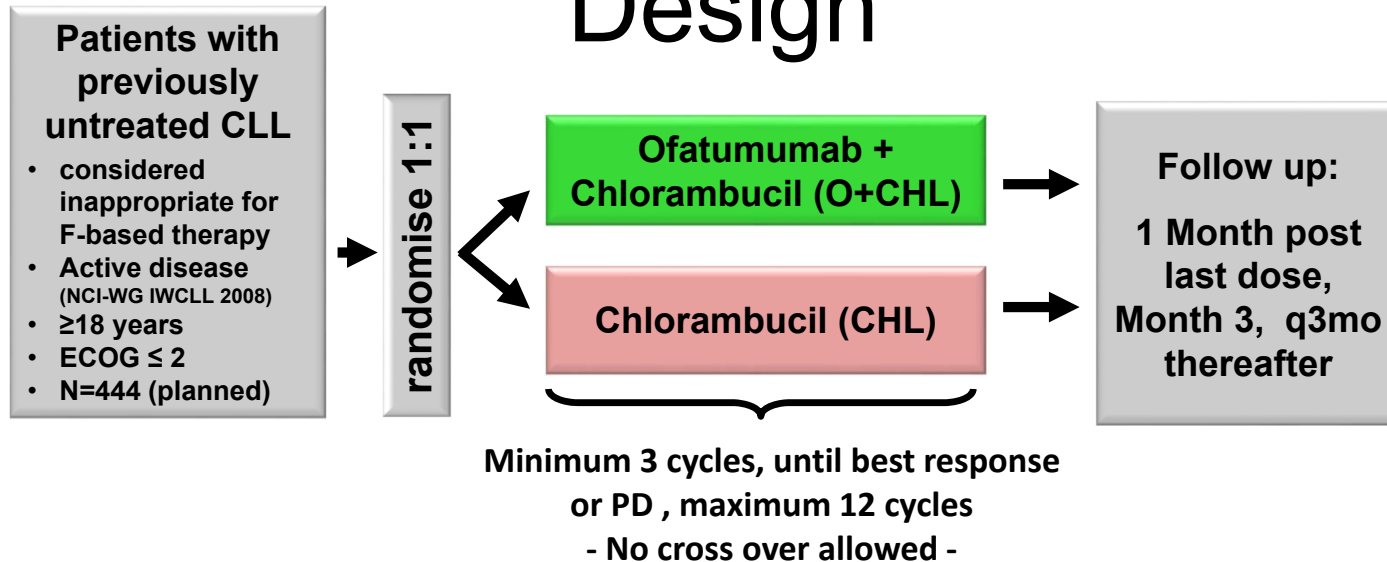 Design
Patients with
previously
untreated CLL
• considered
inappropriate for
F-based therapy
• Active disease
(NCI-WG IWCLL 2008)
• ≥18 years
• ECOG ≤ 2
• N=444 (planned)
randomise 1:1
Ofatumumab +
Chlorambucil (O+CHL)
Chlorambucil (CHL)
Minimum 3 cycles, until best response
or PD , maximum 12 cycles
- No cross over allowed -
Follow up:
1 Month post
last dose,
Month 3, q3mo
thereafter